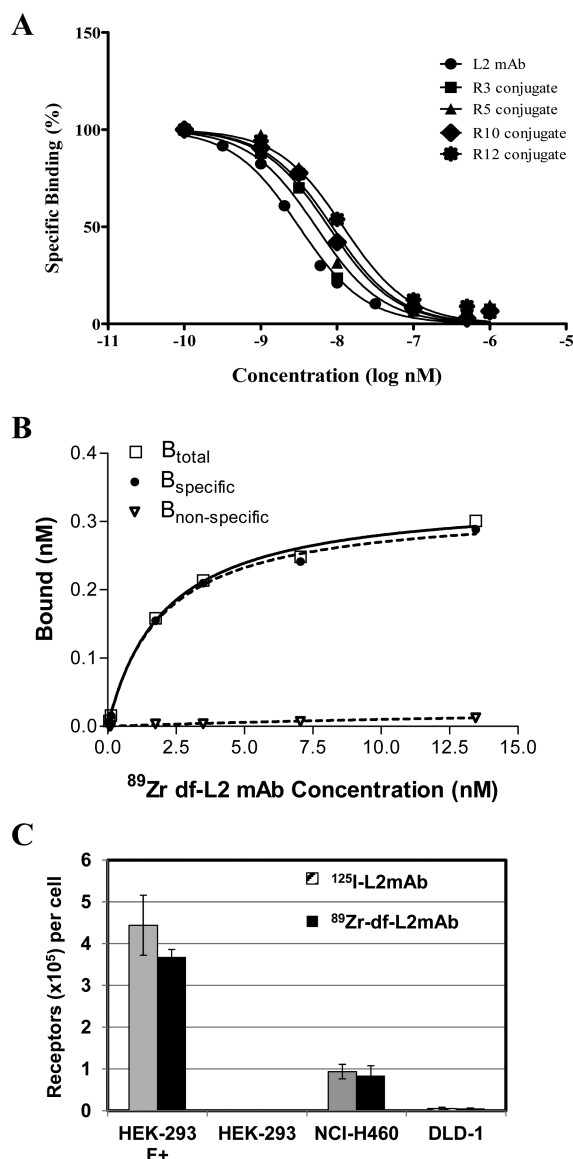 A
150
100
50
0
Specific Binding (%)
L2 mAb
R3 conjugate
R5 conjugate
R10 conjugate
R12 conjugate
-11 -10 -9 -8 -7 -6 -5
Concentration (log nM)
B
0.4
0.3
0.2
0.1
0.0
Bound (nM)
Btotal
Bspecific
Bnon-specific
0.0 2.5 5.0 7.5 10.0 12.5 15.0
89Zr df-L2 mAb Concentration (nM)
C
6
5
4
3
2
1
0
Receptors (x10⁵) per cell
¹²⁵I-L2mAb
⁸⁹Zr-df-L2mAb
HEK-293 HEK-293 NCI-H460 DLD-1